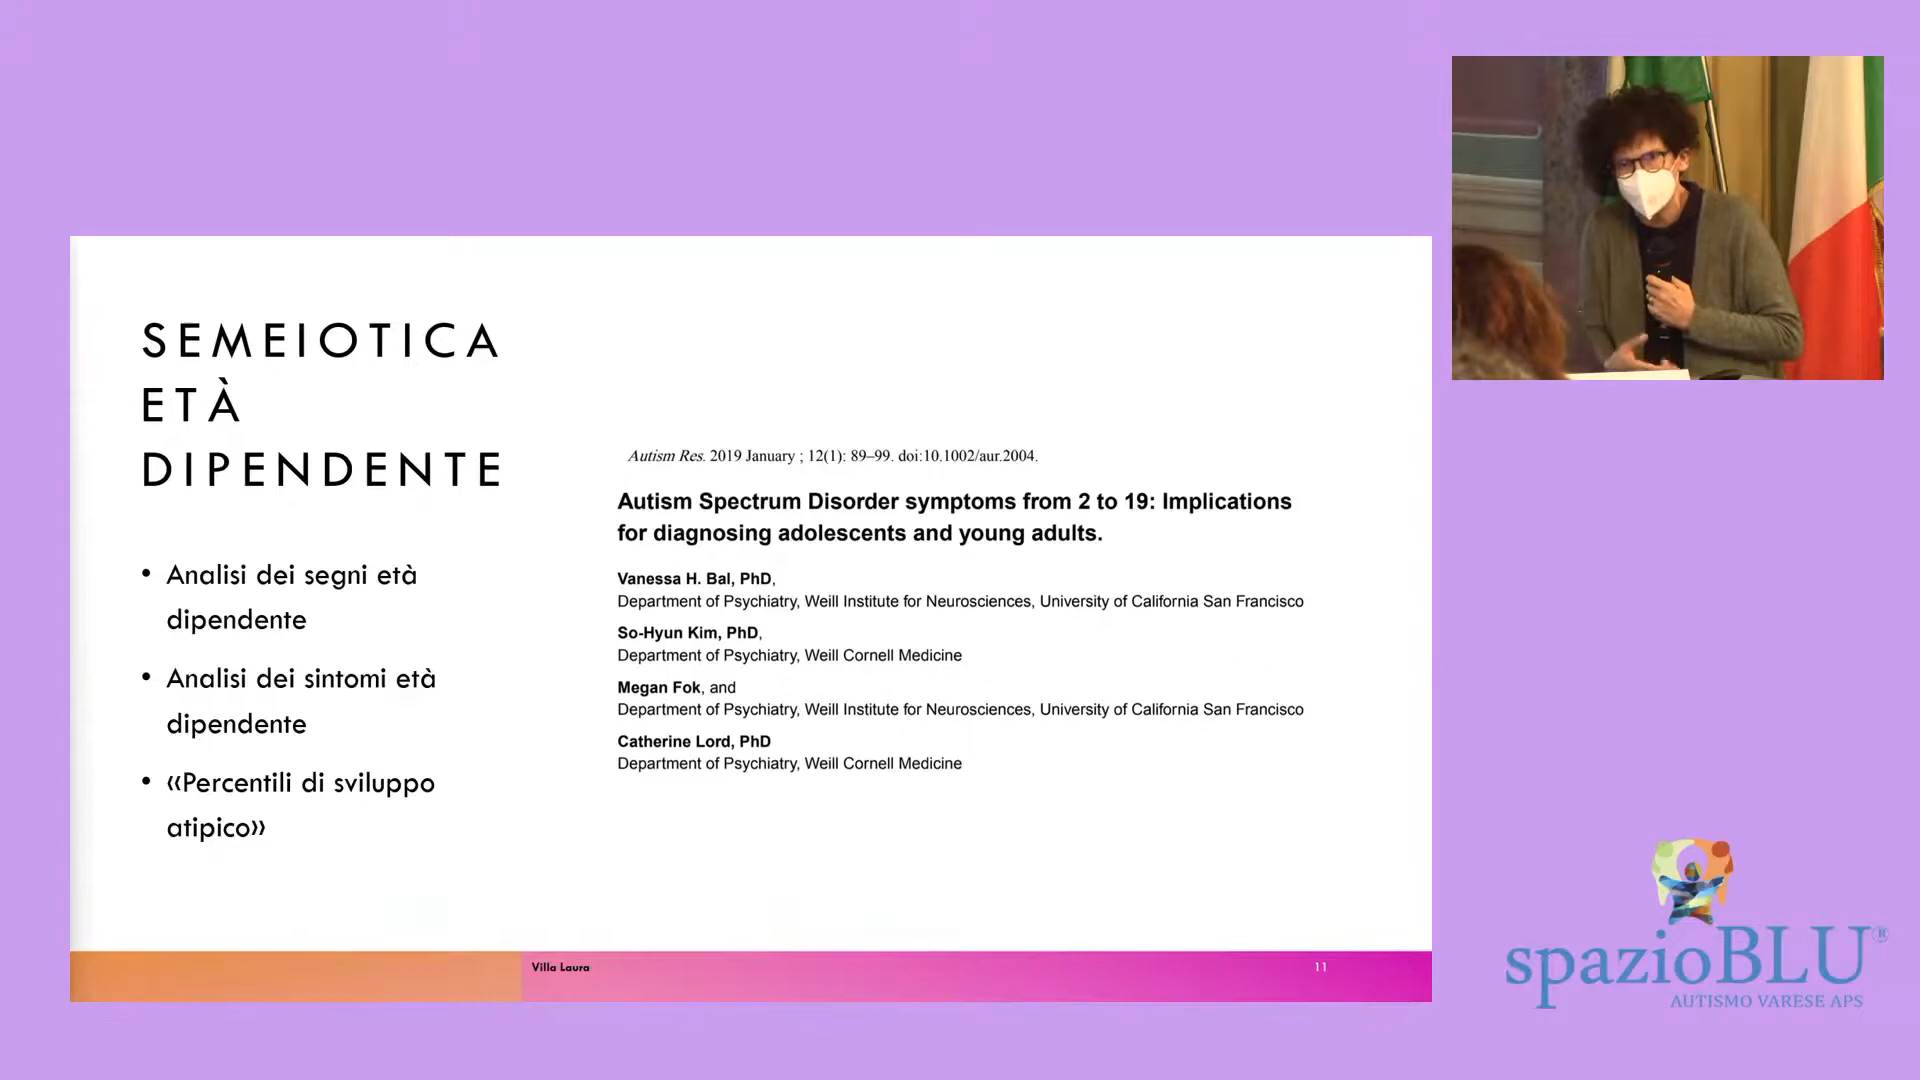 SEMEIOTICA
ETÀ
DIPENDENTE
• Analisi dei segni età
dipendente
• Analisi dei sintomi età
dipendente
• «Percentili di sviluppo
atipico»
Autism Res. 2019 January ; 12(1): 89–99. doi:10.1002/aur.2004.
Autism Spectrum Disorder symptoms from 2 to 19: Implications
for diagnosing adolescents and young adults.
Vanessa H. Bal, PhD,
Department of Psychiatry, Weill Institute for Neurosciences, University of California San Francisco
So-Hyun Kim, PhD,
Department of Psychiatry, Weill Cornell Medicine
Megan Fok, and
Department of Psychiatry, Weill Institute for Neurosciences, University of California San Francisco
Catherine Lord, PhD
Department of Psychiatry, Weill Cornell Medicine
Villa Laura
11
spazioBLU®
AUTISMO VARESE APS